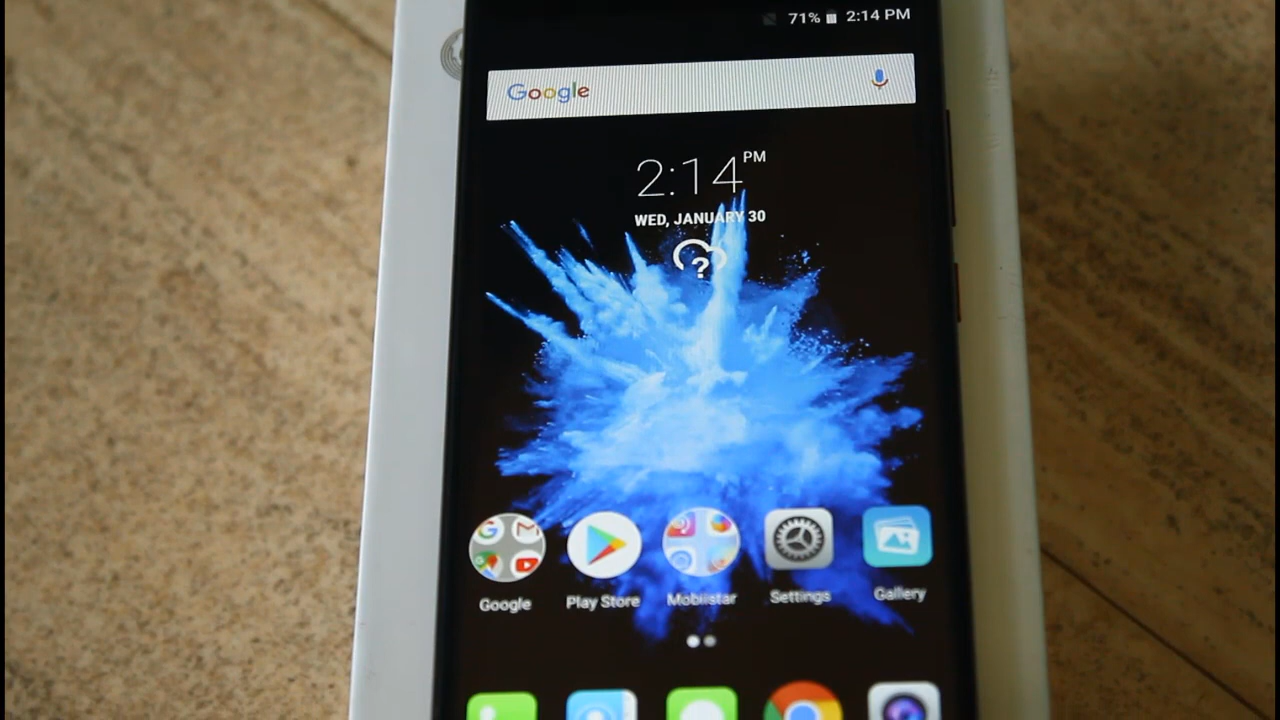 71% 2:14 PM
Google
2:14 PM
WED, JANUARY 30
?
Google
Play Store
Mobiistar
Settings
Gallery